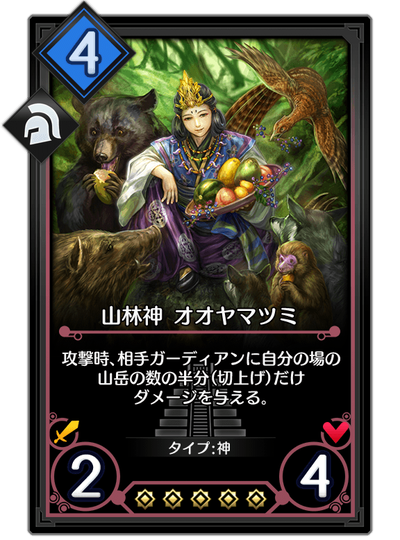 4
山林神 オオヤマツミ
攻撃時、相手ガーディアンに自分の場の
山岳の数の半分(切上げ)だけ
ダメージを与える。
タイプ:神
2
4